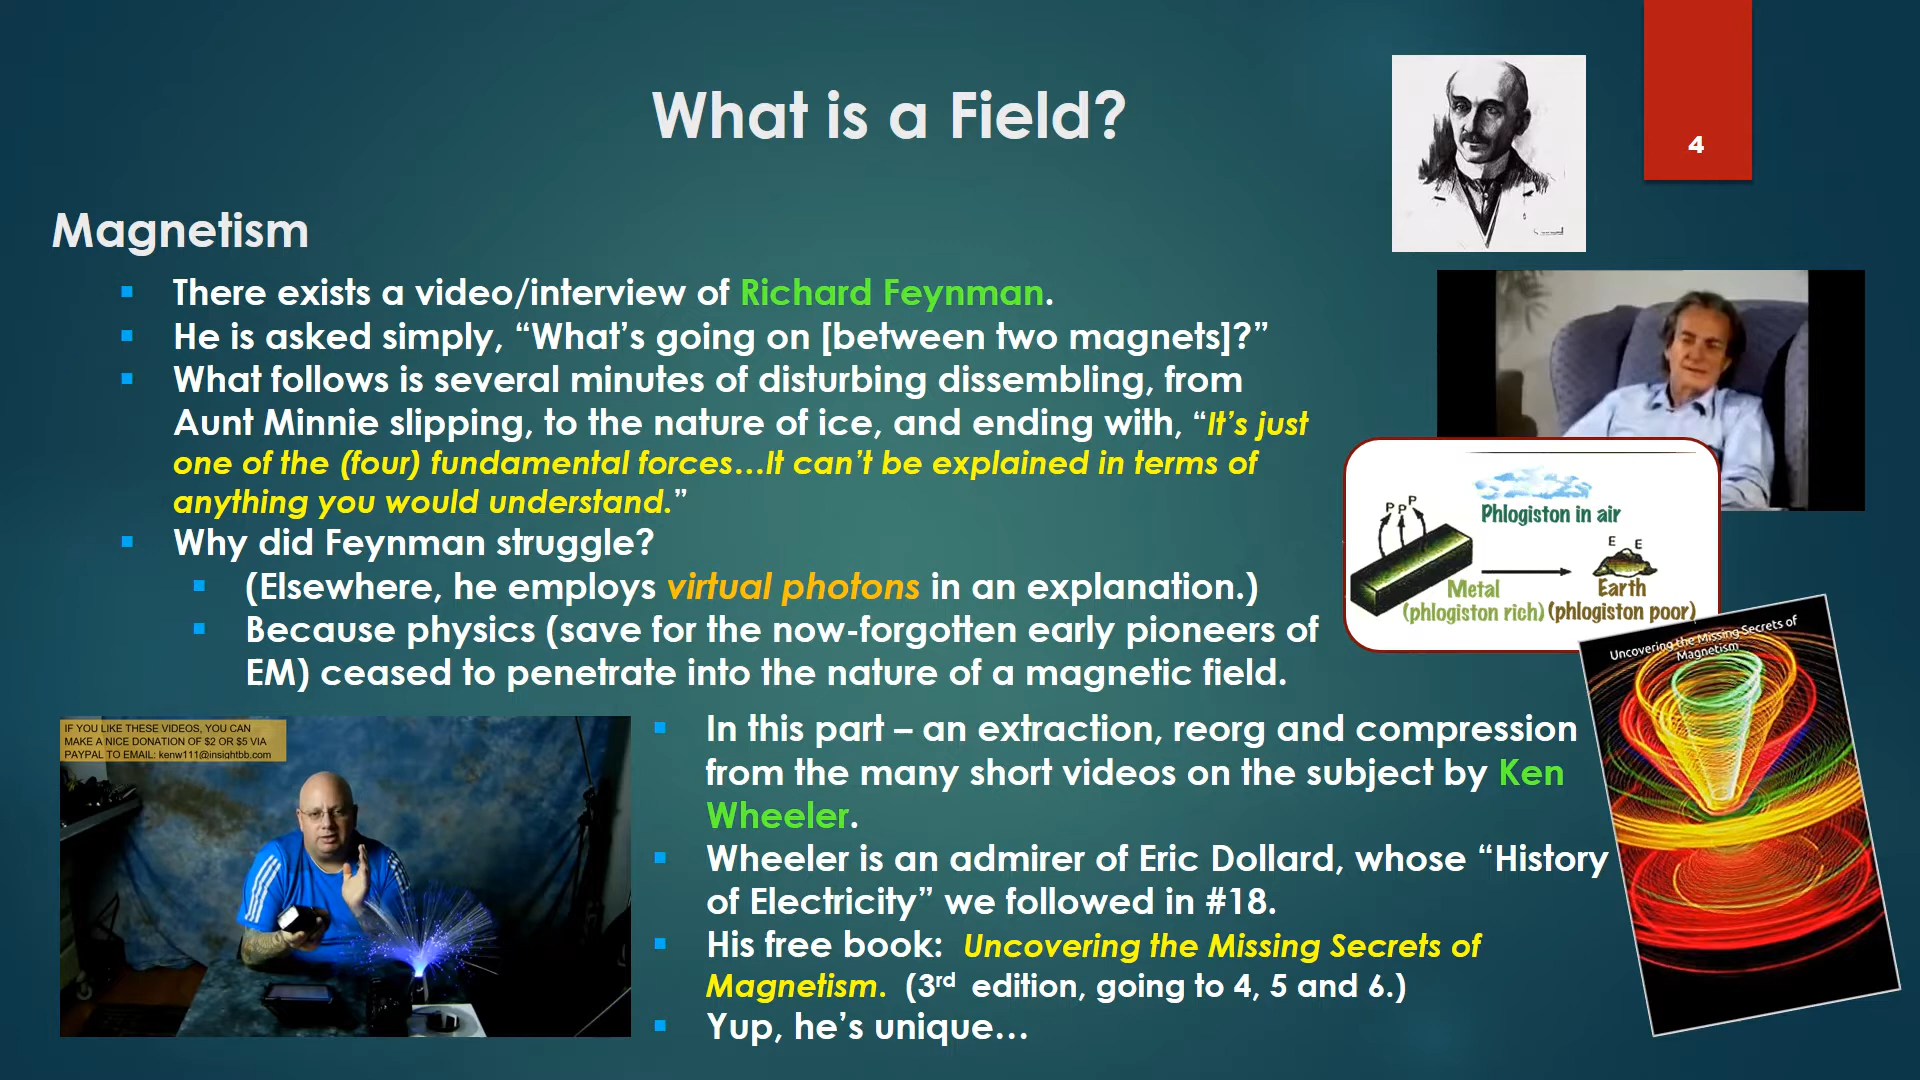 What is a Field?
4
Magnetism
There exists a video/interview of Richard Feynman.
He is asked simply, “What’s going on [between two magnets]?”
What follows is several minutes of disturbing dissembling, from
Aunt Minnie slipping, to the nature of ice, and ending with, “It’s just
one of the (four) fundamental forces…It can’t be explained in terms of
anything you would understand.”
Why did Feynman struggle?
(Elsewhere, he employs virtual photons in an explanation.)
Because physics (save for the now-forgotten early pioneers of
EM) ceased to penetrate into the nature of a magnetic field.
P P P
Phlogiston in air
E E
Metal
(phlogiston rich)
Earth
(phlogiston poor)
Uncovering the Missing Secrets of
Magnetism
IF YOU LIKE THESE VIDEOS, YOU CAN
MAKE A NICE DONATION OF $2 OR $5 VIA
PAYPAL TO EMAIL: kenw111@insightbb.com
In this part – an extraction, reorg and compression
from the many short videos on the subject by Ken
Wheeler.
Wheeler is an admirer of Eric Dollard, whose “History
of Electricity” we followed in #18.
His free book: Uncovering the Missing Secrets of
Magnetism. (3rd edition, going to 4, 5 and 6.)
Yup, he’s unique…